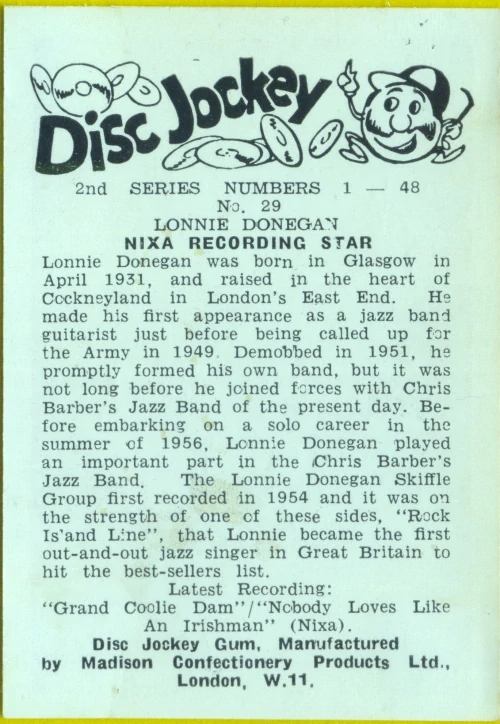 Disc Jockey
2nd SERIES NUMBERS 1 — 48
No. 29
LONNIE DONEGAN
NIXA RECORDING STAR
Lonnie Donegan was born in Glasgow in
April 1931, and raised in the heart of
Cockneyland in London's East End. He
made his first appearance as a jazz band
guitarist just before being called up for
the Army in 1949. Demobbed in 1951, he
promptly formed his own band, but it was
not long before he joined forces with Chris
Barber's Jazz Band of the present day. Be-
fore embarking on a solo career in the
summer of 1956, Lonnie Donegan played
an important part in the Chris Barber's
Jazz Band. The Lonnie Donegan Skiffle
Group first recorded in 1954 and it was on
the strength of one of these sides, "Rock
Is'and Line", that Lonnie became the first
out-and-out jazz singer in Great Britain to
hit the best-sellers list.
Latest Recording:
"Grand Coolie Dam"/"Nobody Loves Like
An Irishman" (Nixa).
Disc Jockey Gum, Manufactured
by Madison Confectionery Products Ltd.,
London, W.11.